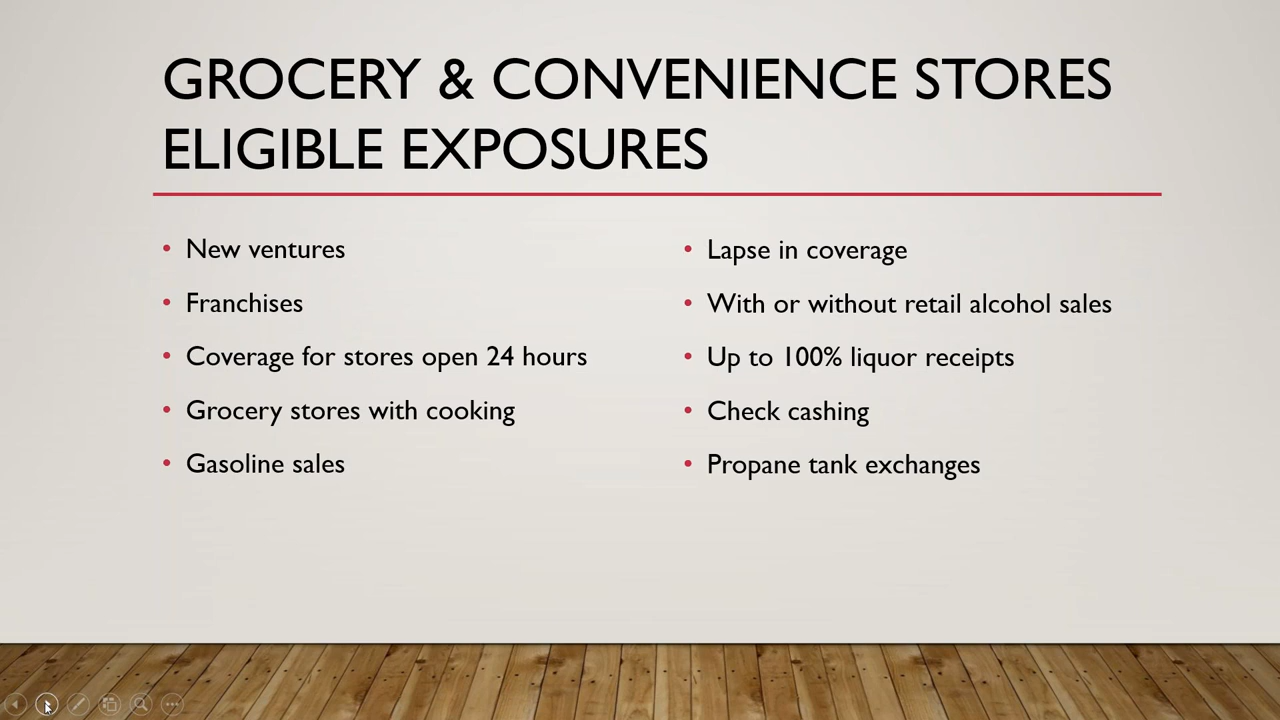 GROCERY & CONVENIENCE STORES
ELIGIBLE EXPOSURES
• New ventures
• Franchises
• Coverage for stores open 24 hours
• Grocery stores with cooking
• Gasoline sales
• Lapse in coverage
• With or without retail alcohol sales
• Up to 100% liquor receipts
• Check cashing
• Propane tank exchanges